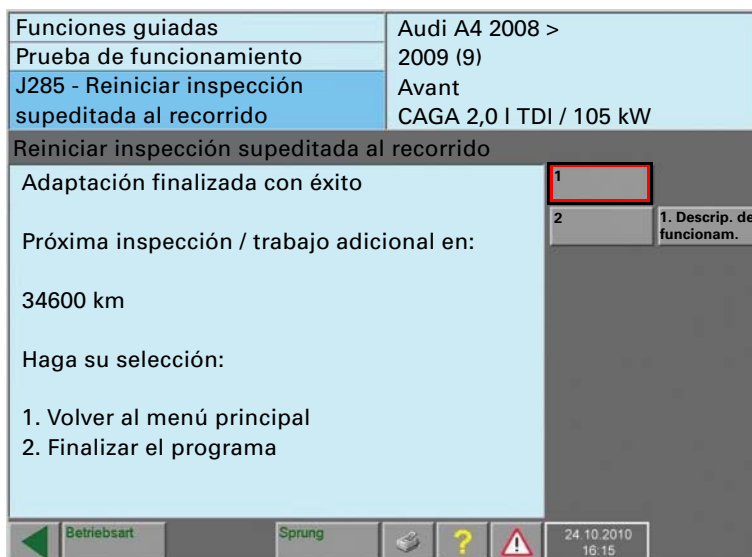 Funciones guiadas
Prueba de funcionamiento
J285 - Reiniciar inspección
supeditada al recorrido
Audi A4 2008 >
2009 (9)
Avant
CAGA 2,0 l TDI / 105 kW
Reiniciar inspección supeditada al recorrido
Adaptación finalizada con éxito
Próxima inspección / trabajo adicional en:
34600 km
Haga su selección:
1. Volver al menú principal
2. Finalizar el programa
1
2
1. Descrip. de
funcionam.
Betriebsart
Sprung
24.10.2010
16:15